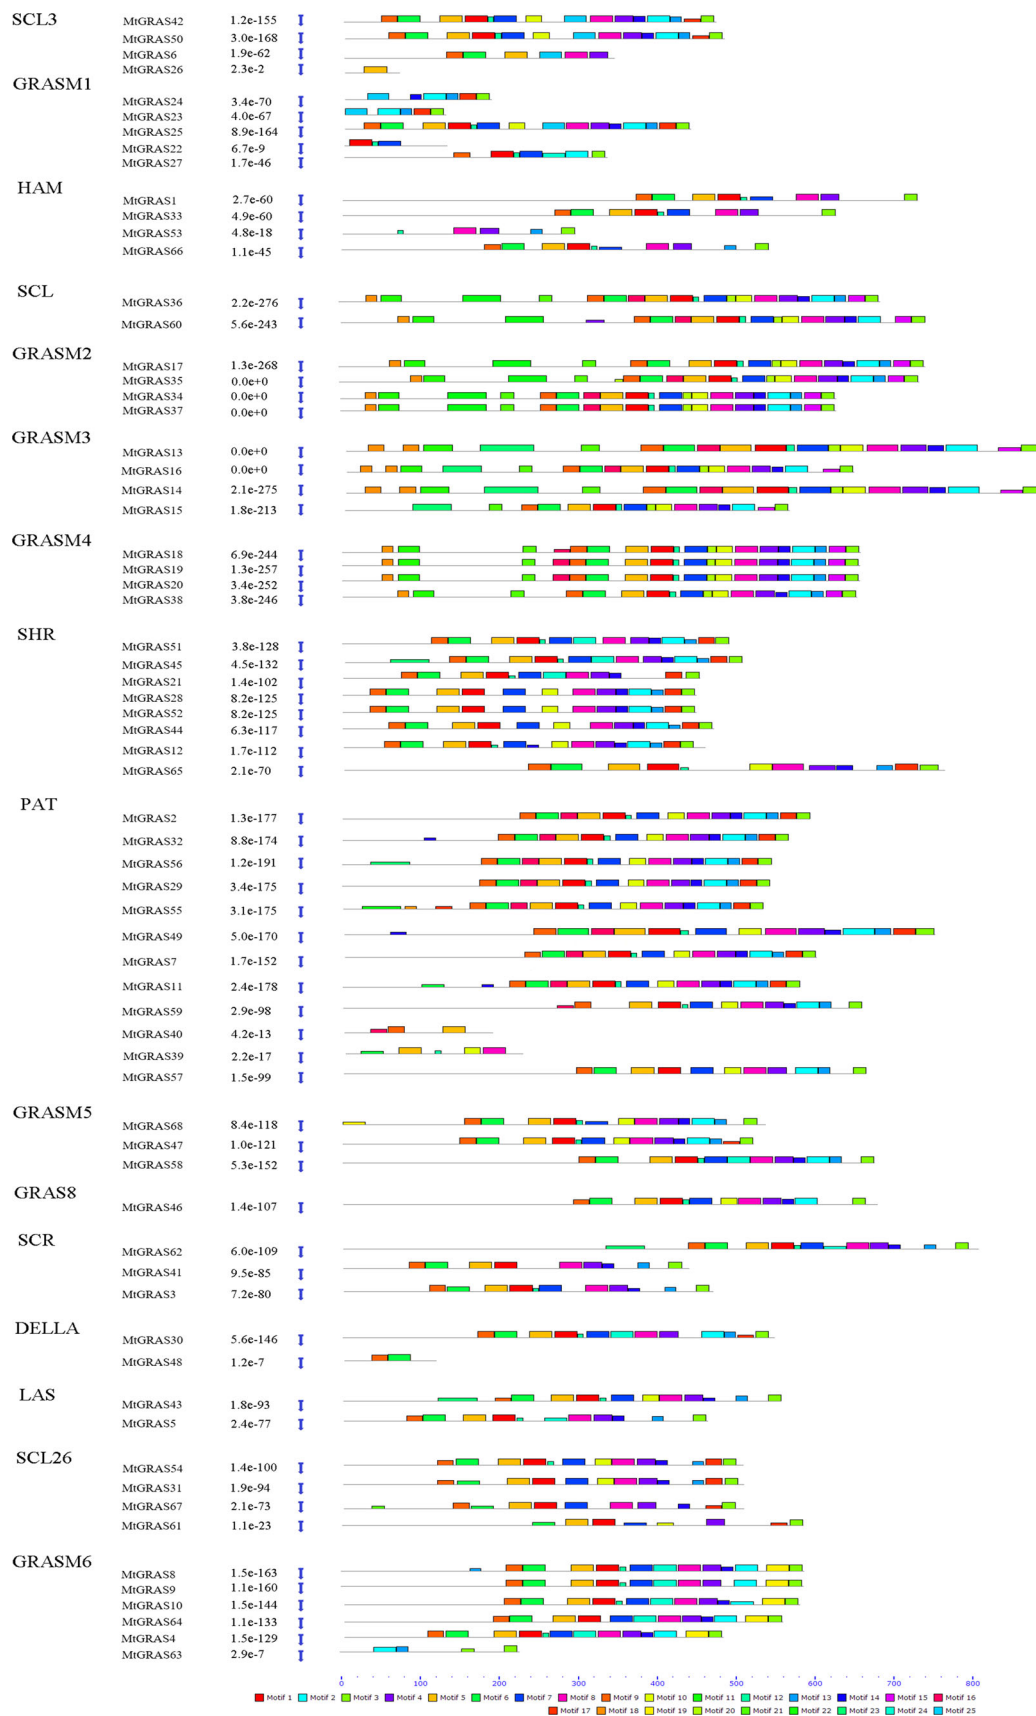 SCL3
MtGRAS42 1.2e-155
MtGRAS50 3.0e-168
MtGRAS6 1.9e-62
MtGRAS26 2.3e-2
GRASM1
MtGRAS24 3.4e-70
MtGRAS23 4.0e-67
MtGRAS25 8.9e-164
MtGRAS22 6.7e-9
MtGRAS27 1.7e-46
HAM
MtGRAS1 2.7e-60
MtGRAS33 4.9e-60
MtGRAS53 4.8e-18
MtGRAS66 1.1e-45
SCL
MtGRAS36 2.2e-276
MtGRAS60 5.6e-243
GRASM2
MtGRAS17 1.3e-268
MtGRAS35 0.0e+0
MtGRAS34 0.0e+0
MtGRAS37 0.0e+0
GRASM3
MtGRAS13 0.0e+0
MtGRAS16 0.0e+0
MtGRAS14 2.1e-275
MtGRAS15 1.8e-213
GRASM4
MtGRAS18 6.9e-244
MtGRAS19 1.3e-257
MtGRAS20 3.4e-252
MtGRAS38 3.8e-246
SHR
MtGRAS51 3.8e-128
MtGRAS45 4.5e-132
MtGRAS21 1.4e-102
MtGRAS28 8.2e-125
MtGRAS52 8.2e-125
MtGRAS44 6.3e-117
MtGRAS12 1.7e-112
MtGRAS65 2.1e-70
PAT
MtGRAS2 1.3e-177
MtGRAS32 8.8e-174
MtGRAS56 1.2e-191
MtGRAS29 3.4e-175
MtGRAS55 3.1e-175
MtGRAS49 5.0e-170
MtGRAS7 1.7e-152
MtGRAS11 2.4e-178
MtGRAS59 2.9e-98
MtGRAS40 4.2e-13
MtGRAS39 2.2e-17
MtGRAS57 1.5e-99
GRASM5
MtGRAS68 8.4e-118
MtGRAS47 1.0e-121
MtGRAS58 5.3e-152
GRAS8
MtGRAS46 1.4e-107
SCR
MtGRAS62 6.0e-109
MtGRAS41 9.5e-85
MtGRAS3 7.2e-80
DELLA
MtGRAS30 5.6e-146
MtGRAS48 1.2e-7
LAS
MtGRAS43 1.8e-93
MtGRAS5 2.4e-77
SCL26
MtGRAS54 1.4e-100
MtGRAS31 1.9e-94
MtGRAS67 2.1e-73
MtGRAS61 1.1e-23
GRASM6
MtGRAS8 1.5e-163
MtGRAS9 1.1e-160
MtGRAS10 1.5e-144
MtGRAS64 1.1e-133
MtGRAS4 1.5e-129
MtGRAS63 2.9e-7
0 100 200 300 400 500 600 700 800
Motif 1 Motif 2 Motif 3 Motif 4 Motif 5 Motif 6 Motif 7 Motif 8 Motif 9 Motif 10 Motif 11 Motif 12 Motif 13 Motif 14 Motif 15 Motif 16
Motif 17 Motif 18 Motif 19 Motif 20 Motif 21 Motif 22 Motif 23 Motif 24 Motif 25